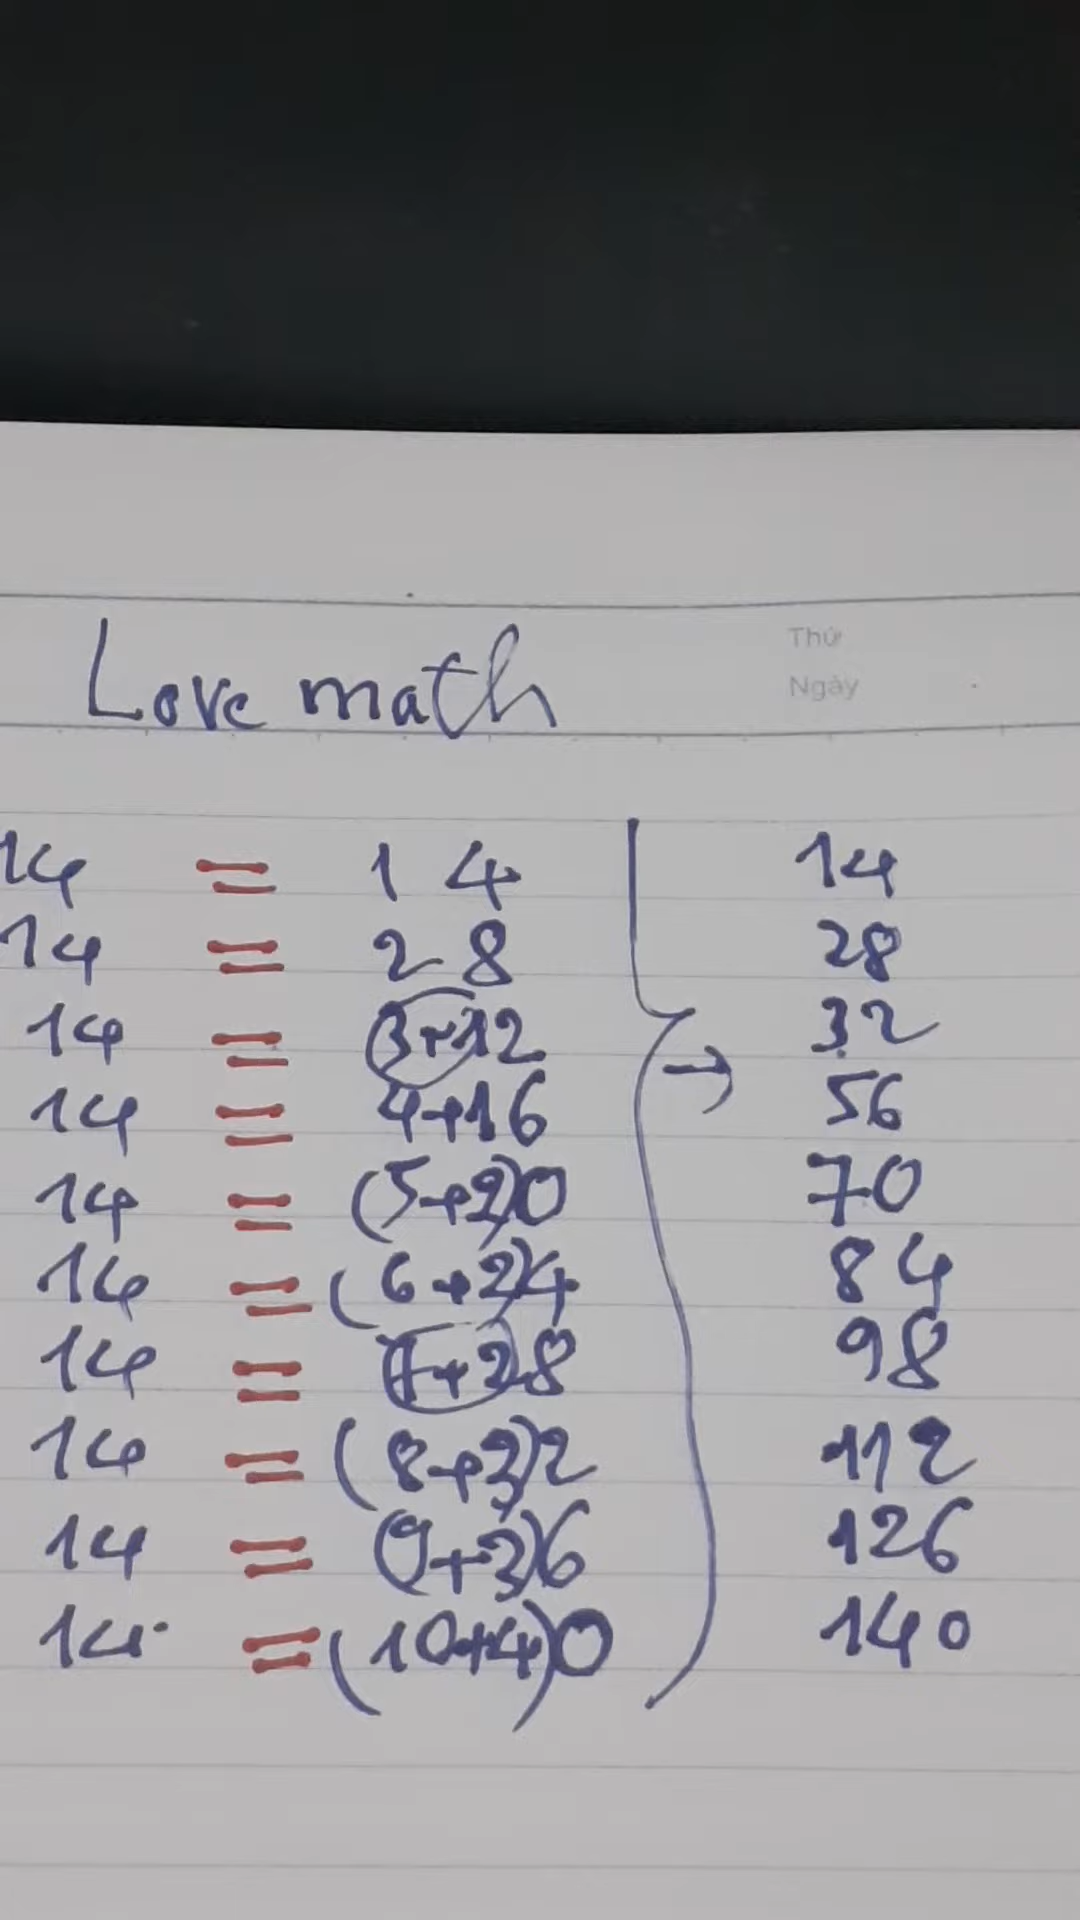 Love math
Thứ
Ngày
14 = 1 4 14
14 = 2 8 28
14 = (3+1)2 32
14 = 4+16 56
14 = (5+2)0 70
14 = (6+2)4 84
14 = (7+2)8 98
14 = (8+3)2 112
14 = (9+3)6 126
14 = (10+4)0 140
→